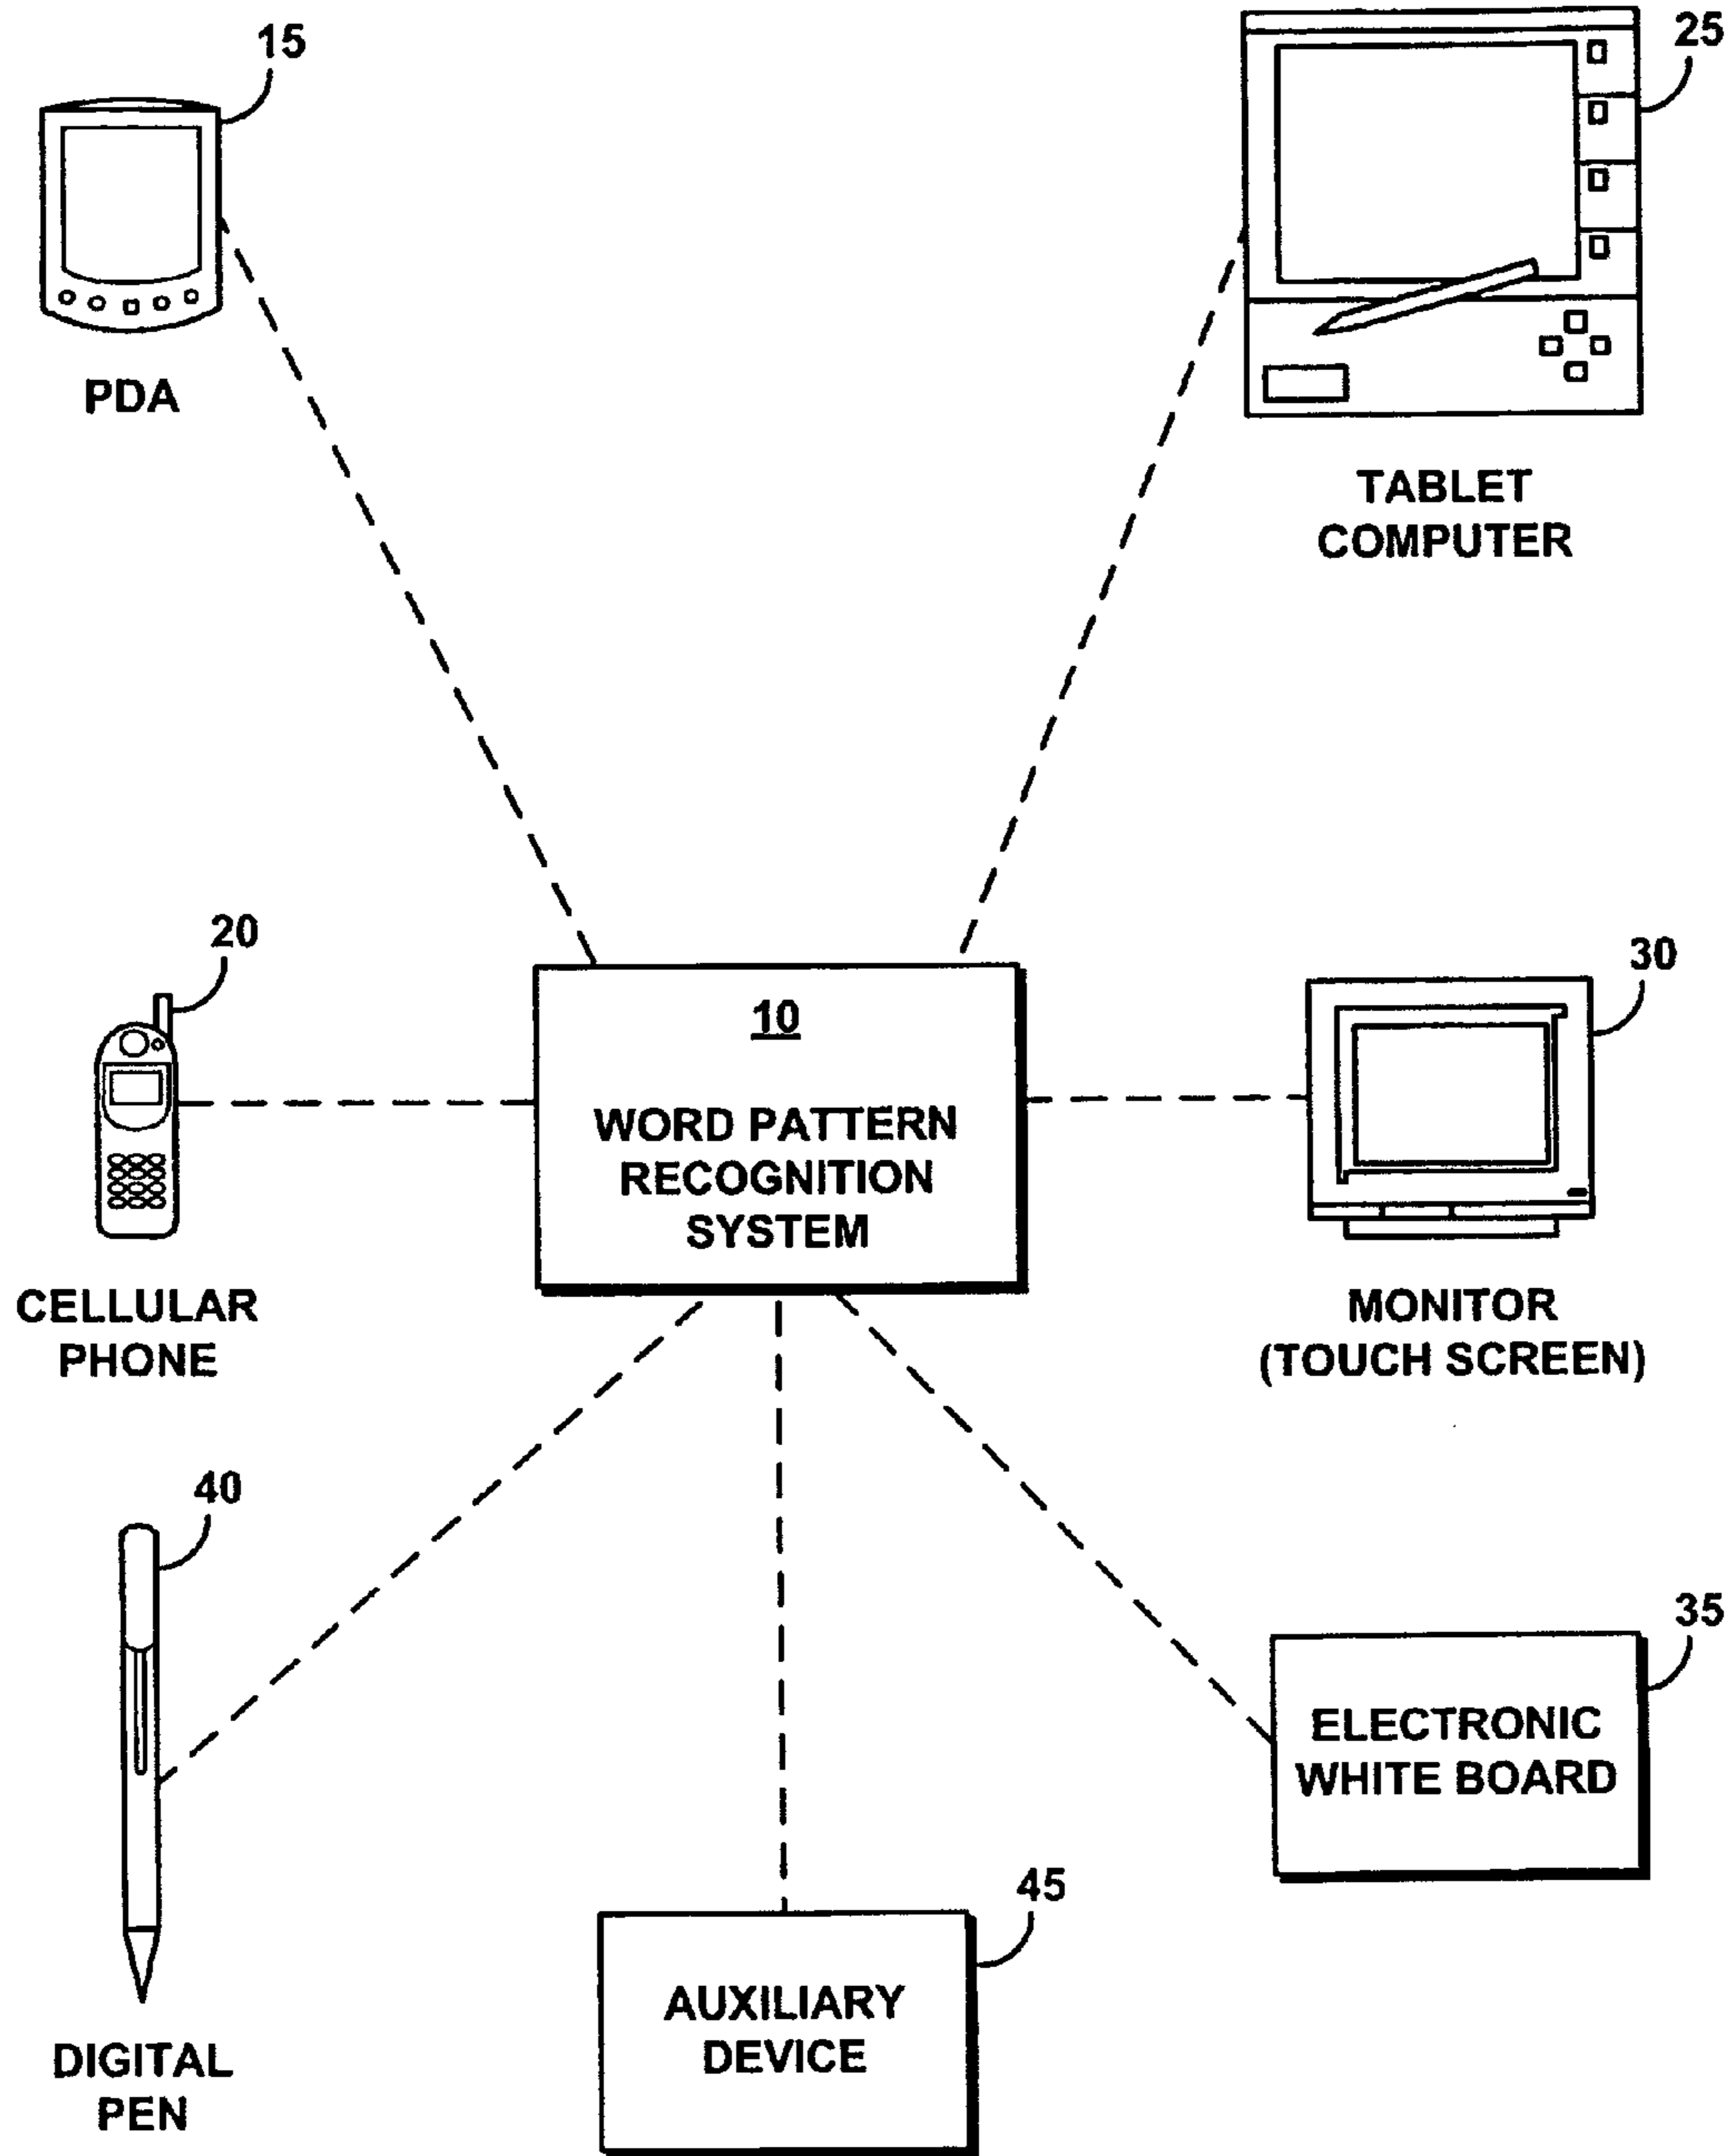 15
25
PDA
TABLET
COMPUTER
20
30
10
WORD PATTERN
RECOGNITION
SYSTEM
CELLULAR
PHONE
MONITOR
(TOUCH SCREEN)
40
35
ELECTRONIC
WHITE BOARD
45
AUXILIARY
DEVICE
DIGITAL
PEN